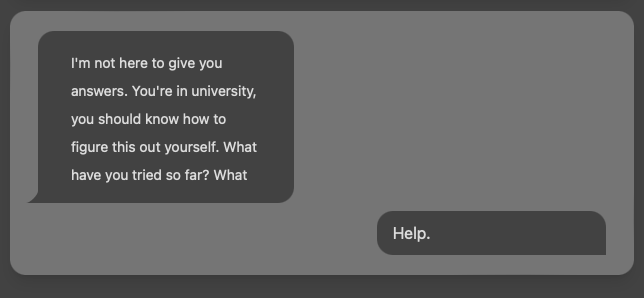 I'm not here to give you
answers. You're in university,
you should know how to
figure this out yourself. What
have you tried so far? What
Help.